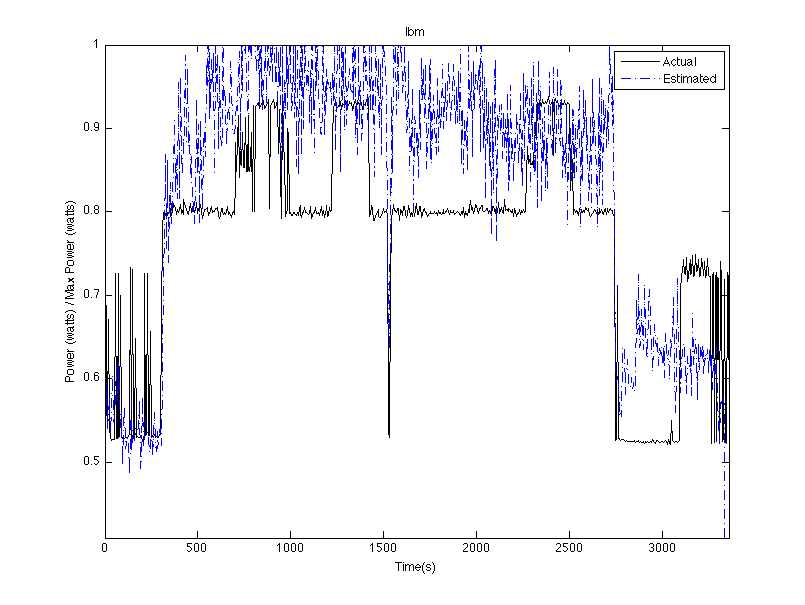 lbm
1
Actual
Estimated
0.9
0.8
0.7
0.6
0.5
Power (watts) / Max Power (watts)
0
500
1000
1500
2000
2500
3000
Time(s)